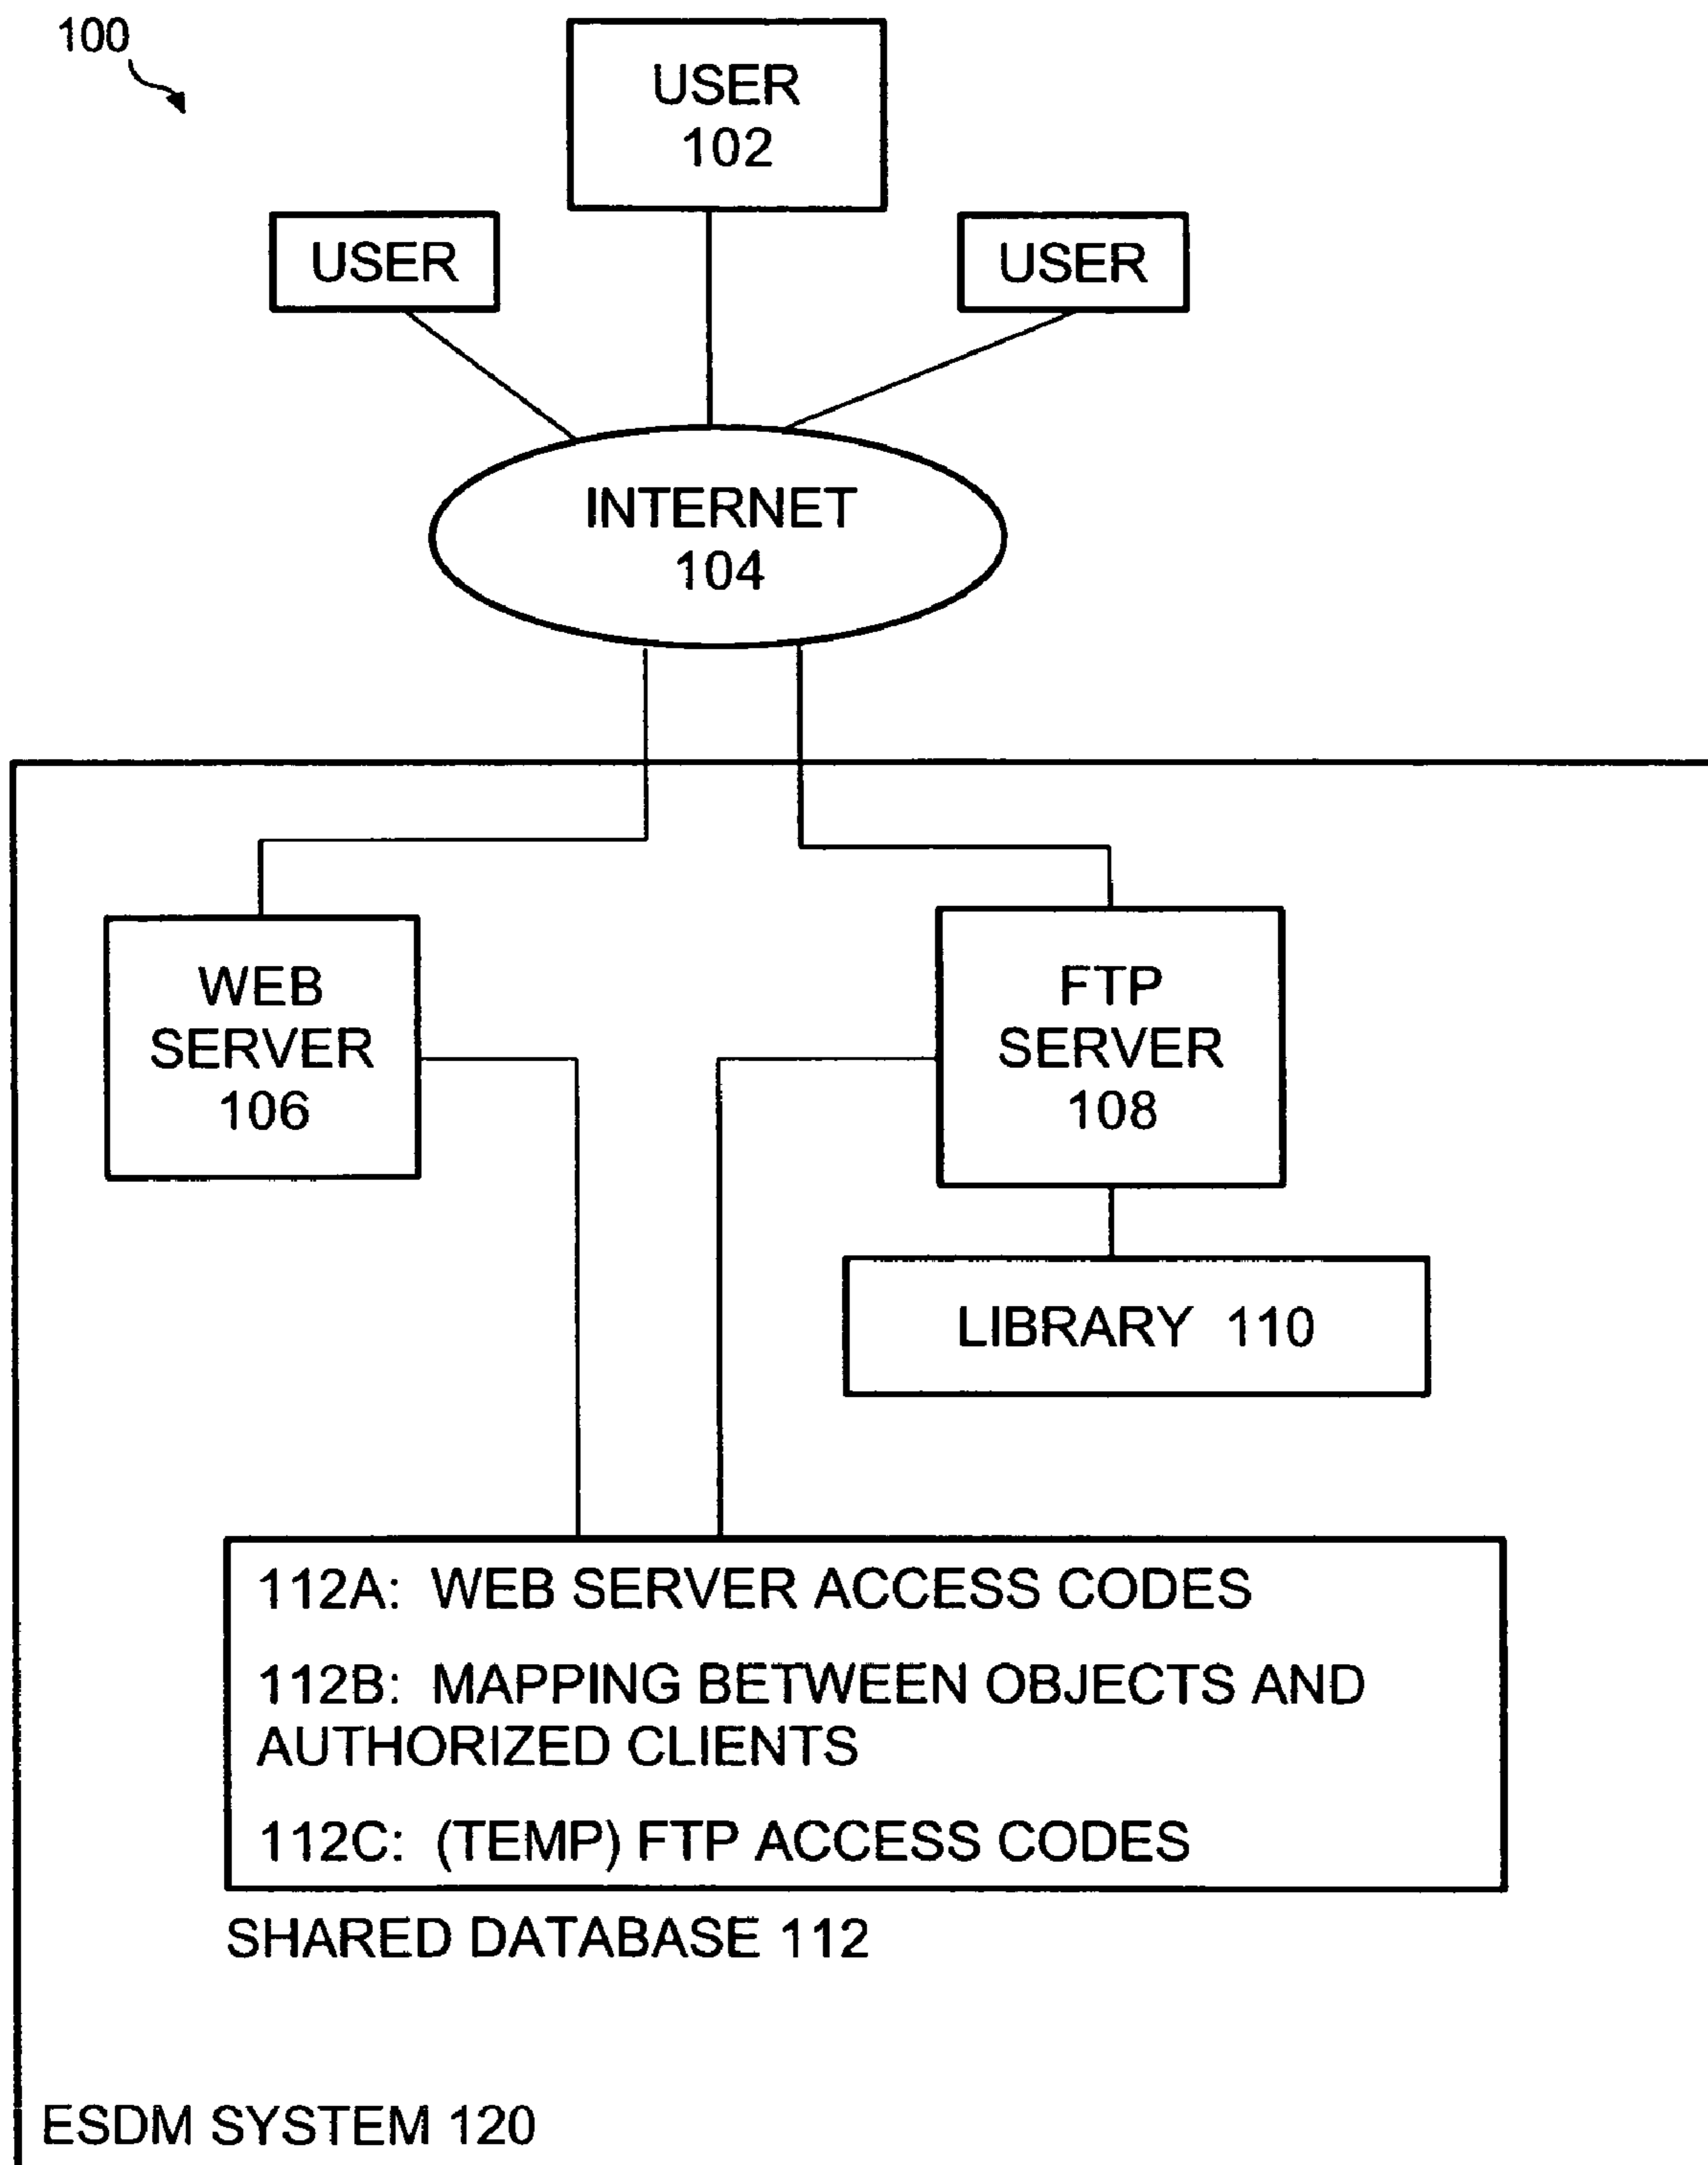 100
USER
102
USER
USER
INTERNET
104
WEB
SERVER
106
FTP
SERVER
108
LIBRARY 110
112A: WEB SERVER ACCESS CODES
112B: MAPPING BETWEEN OBJECTS AND
AUTHORIZED CLIENTS
112C: (TEMP) FTP ACCESS CODES
SHARED DATABASE 112
ESDM SYSTEM 120